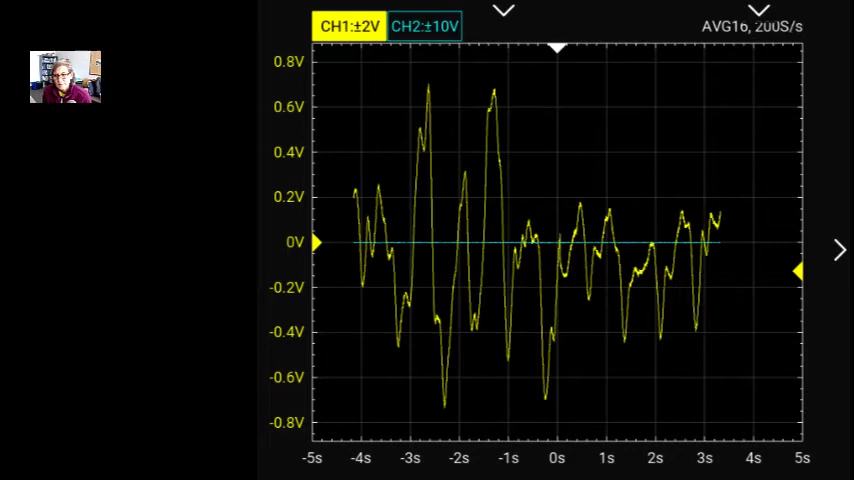 CH1:±2V CH2:±10V AVG16, 200S/s
0.8V
0.6V
0.4V
0.2V
0V
-0.2V
-0.4V
-0.6V
-0.8V
-5s -4s -3s -2s -1s 0s 1s 2s 3s 4s 5s